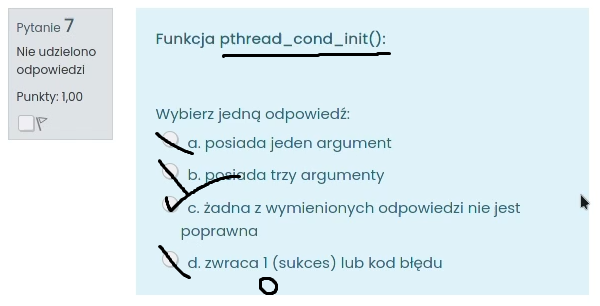 Pytanie 7
Nie udzielono
odpowiedzi
Punkty: 1,00
Funkcja pthread_cond_init():
Wybierz jedną odpowiedź:
a. posiada jeden argument
b. posiada trzy argumenty
c. żadna z wymienionych odpowiedzi nie jest
poprawna
d. zwraca 1 (sukces) lub kod błędu
0